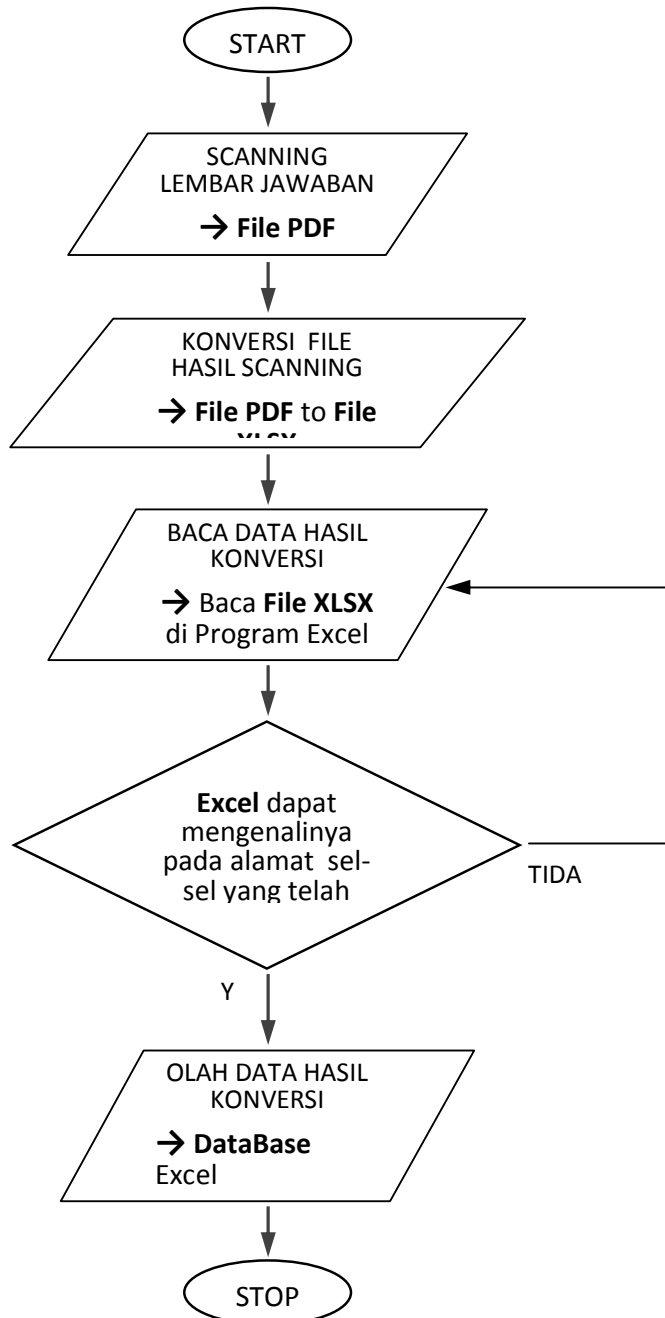 START
SCANNING
LEMBAR JAWABAN
→ File PDF
KONVERSI FILE
HASIL SCANNING
→ File PDF to File
BACA DATA HASIL
KONVERSI
→ Baca File XLSX
di Program Excel
Excel dapat
mengenalinya
pada alamat sel-
sel yang telah
TIDA
Y
OLAH DATA HASIL
KONVERSI
→ DataBase
Excel
STOP